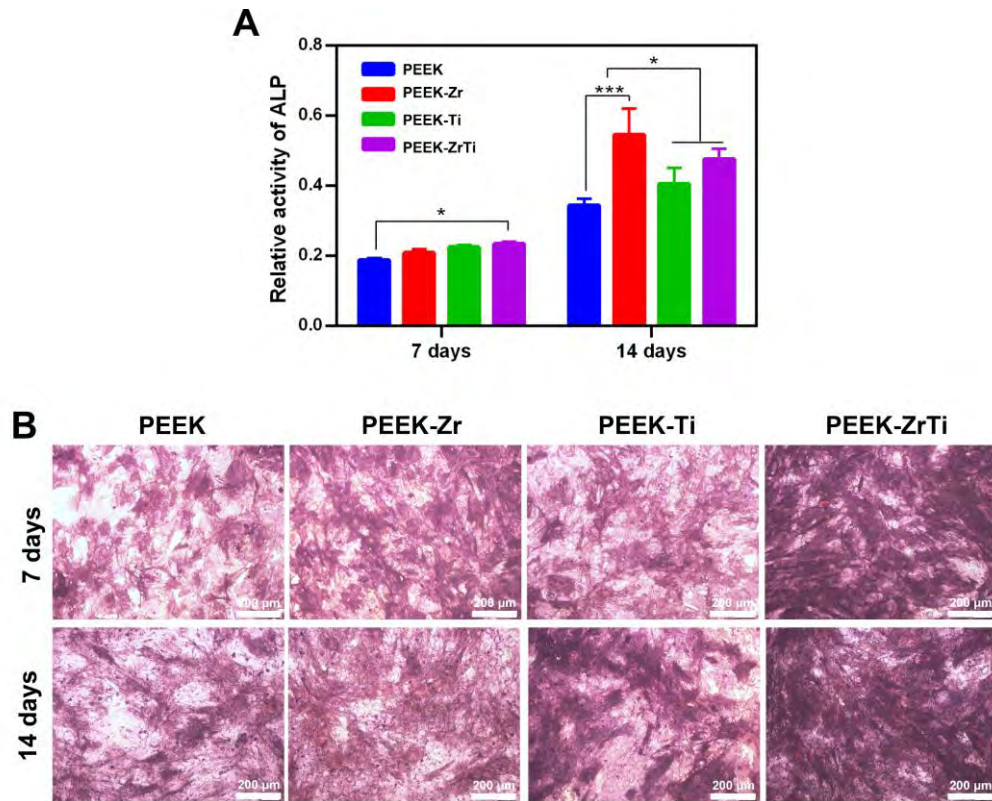 A
Relative activity of ALP
0.8
0.6
0.4
0.2
0.0
PEEK
PEEK-Zr
PEEK-Ti
PEEK-ZrTi
*
***
*
7 days
14 days
B
PEEK PEEK-Zr PEEK-Ti PEEK-ZrTi
7 days
200 µm 200 µm 200 µm 200 µm
14 days
200 µm 200 µm 200 µm 200 µm